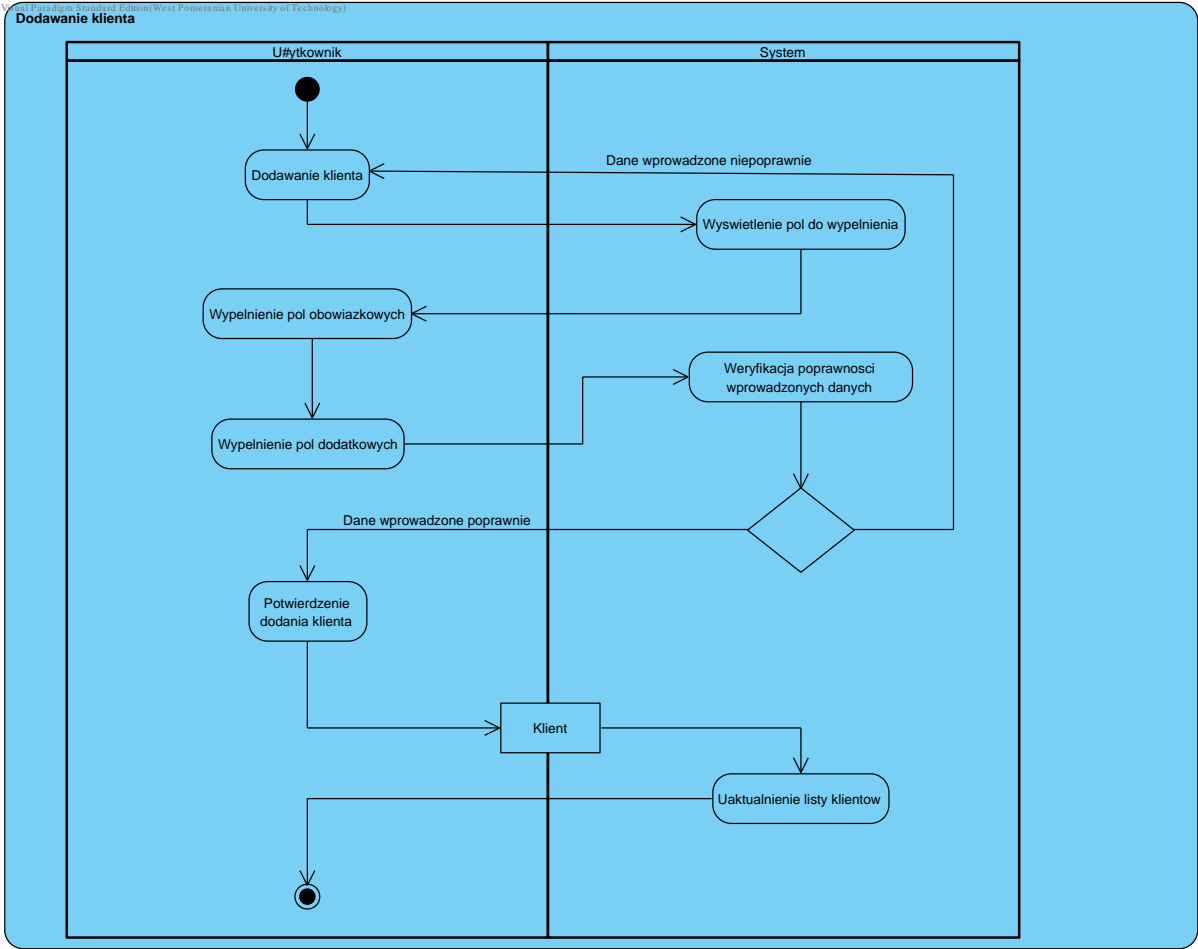 Visual Paradigm Standard Edition(West Pomeranian University of Technology)
Dodawanie klienta
U#ytkownik
System
Dane wprowadzone niepoprawnie
Dodawanie klienta
Wyswietlenie pol do wypelnienia
Wypelnienie pol obowiazkowych
Weryfikacja poprawnosci
wprowadzonych danych
Wypelnienie pol dodatkowych
Dane wprowadzone poprawnie
Potwierdzenie
dodania klienta
Klient
Uaktualnienie listy klientow